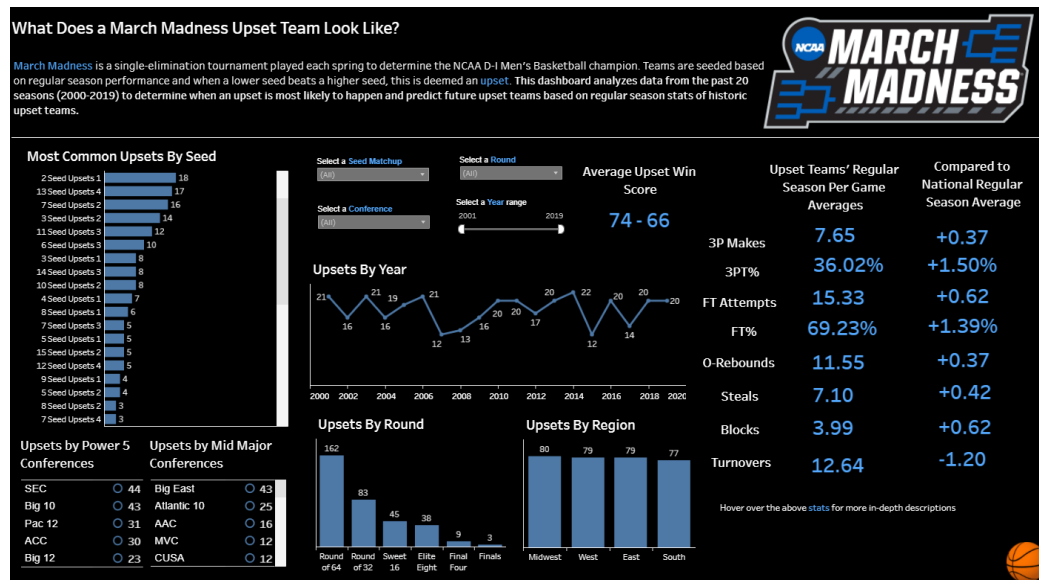 What Does a March Madness Upset Team Look Like?
March Madness is a single-elimination tournament played each spring to determine the NCAA D-I Men's Basketball champion. Teams are seeded based
on regular season performance and when a lower seed beats a higher seed, this is deemed an upset. This dashboard analyzes data from the past 20
seasons (2000-2019) to determine when an upset is most likely to happen and predict future upset teams based on regular season stats of historic
upset teams.
NCAA
MARCH
MADNESS
Most Common Upsets By Seed
2 Seed Upsets 1 18
13 Seed Upsets 4 17
7 Seed Upsets 2 16
3 Seed Upsets 2 14
11 Seed Upsets 3 12
6 Seed Upsets 3 10
3 Seed Upsets 1 8
14 Seed Upsets 3 8
10 Seed Upsets 2 8
4 Seed Upsets 1 7
8 Seed Upsets 1 6
7 Seed Upsets 3 5
5 Seed Upsets 1 5
15 Seed Upsets 2 5
12 Seed Upsets 4 5
9 Seed Upsets 1 4
5 Seed Upsets 2 4
8 Seed Upsets 2 3
7 Seed Upsets 4 3
Upsets by Power 5
Conferences
SEC 44
Big 10 43
Pac 12 31
ACC 30
Big 12 23
Upsets by Mid Major
Conferences
Big East 43
Atlantic 10 25
AAC 16
MVC 12
CUSA 12
Select a Seed Matchup
(All)
Select a Round
(All)
Select a Conference
(All)
Select a Year range
2001 2019
Average Upset Win
Score
74 - 66
Upsets By Year
21 16 21 19 16 21 12 13 16 20 20 17 20 22 12 20 14 20 20
2000 2002 2004 2006 2008 2010 2012 2014 2016 2018 2020
Upsets By Round
162 83 45 38 9 3
Round Round Sweet Elite Final Finals
of 64 of 32 16 Eight Four
Upsets By Region
80 79 79 77
Midwest West East South
Upset Teams' Regular
Season Per Game
Averages
Compared to
National Regular
Season Average
3P Makes 7.65 +0.37
3PT% 36.02% +1.50%
FT Attempts 15.33 +0.62
FT% 69.23% +1.39%
O-Rebounds 11.55 +0.37
Steals 7.10 +0.42
Blocks 3.99 +0.62
Turnovers 12.64 -1.20
Hover over the above stats for more in-depth descriptions